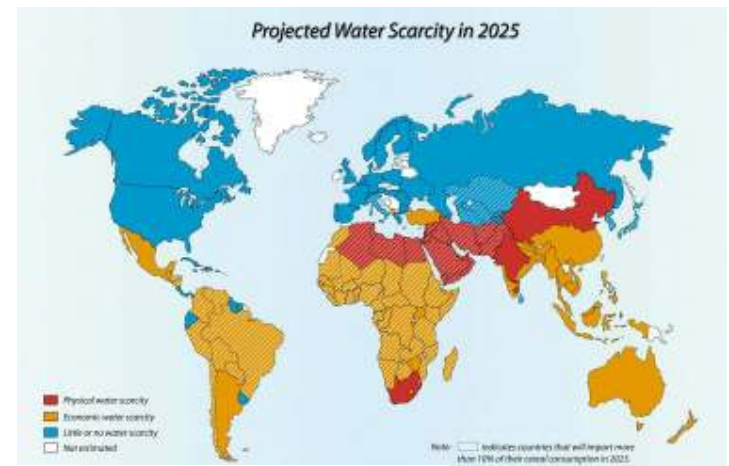 Projected Water Scarcity in 2025
Physical water scarcity
Economic water scarcity
Little or no water scarcity
Not estimated
Note: indicates countries that will import more
than 10% of their cereal consumption in 2025.